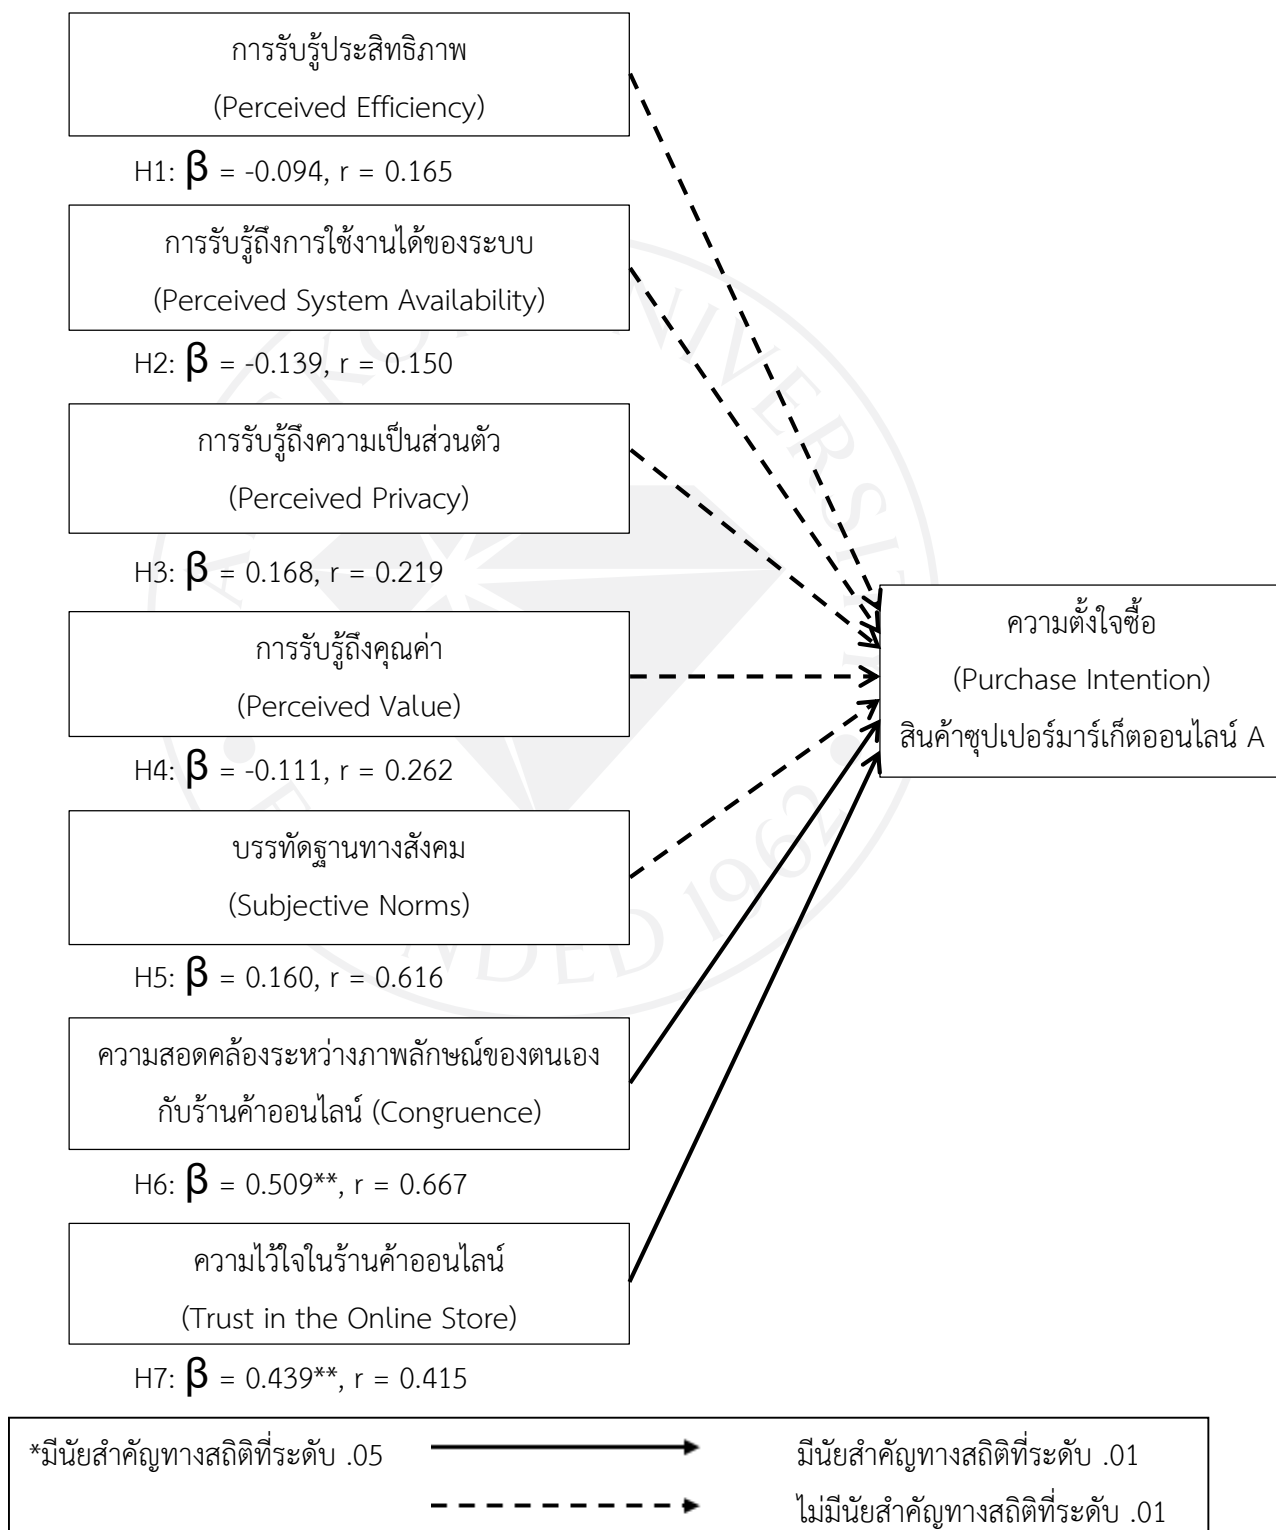 การรับรู้ประสิทธิภาพ
(Perceived Efficiency)
H1: β = -0.094, r = 0.165
การรับรู้ถึงการใช้งานได้ของระบบ
(Perceived System Availability)
H2: β = -0.139, r = 0.150
การรับรู้ถึงความเป็นส่วนตัว
(Perceived Privacy)
H3: β = 0.168, r = 0.219
การรับรู้ถึงคุณค่า
(Perceived Value)
H4: β = -0.111, r = 0.262
บรรทัดฐานทางสังคม
(Subjective Norms)
H5: β = 0.160, r = 0.616
ความสอดคล้องระหว่างภาพลักษณ์ของตนเอง
กับร้านค้าออนไลน์ (Congruence)
H6: β = 0.509**, r = 0.667
ความไว้ใจในร้านค้าออนไลน์
(Trust in the Online Store)
H7: β = 0.439**, r = 0.415
ความตั้งใจซื้อ
(Purchase Intention)
สินค้าซุปเปอร์มาร์เก็ตออนไลน์ A
*มีนัยสำคัญทางสถิติที่ระดับ .05
มีนัยสำคัญทางสถิติที่ระดับ .01
ไม่มีนัยสำคัญทางสถิติที่ระดับ .01
1962